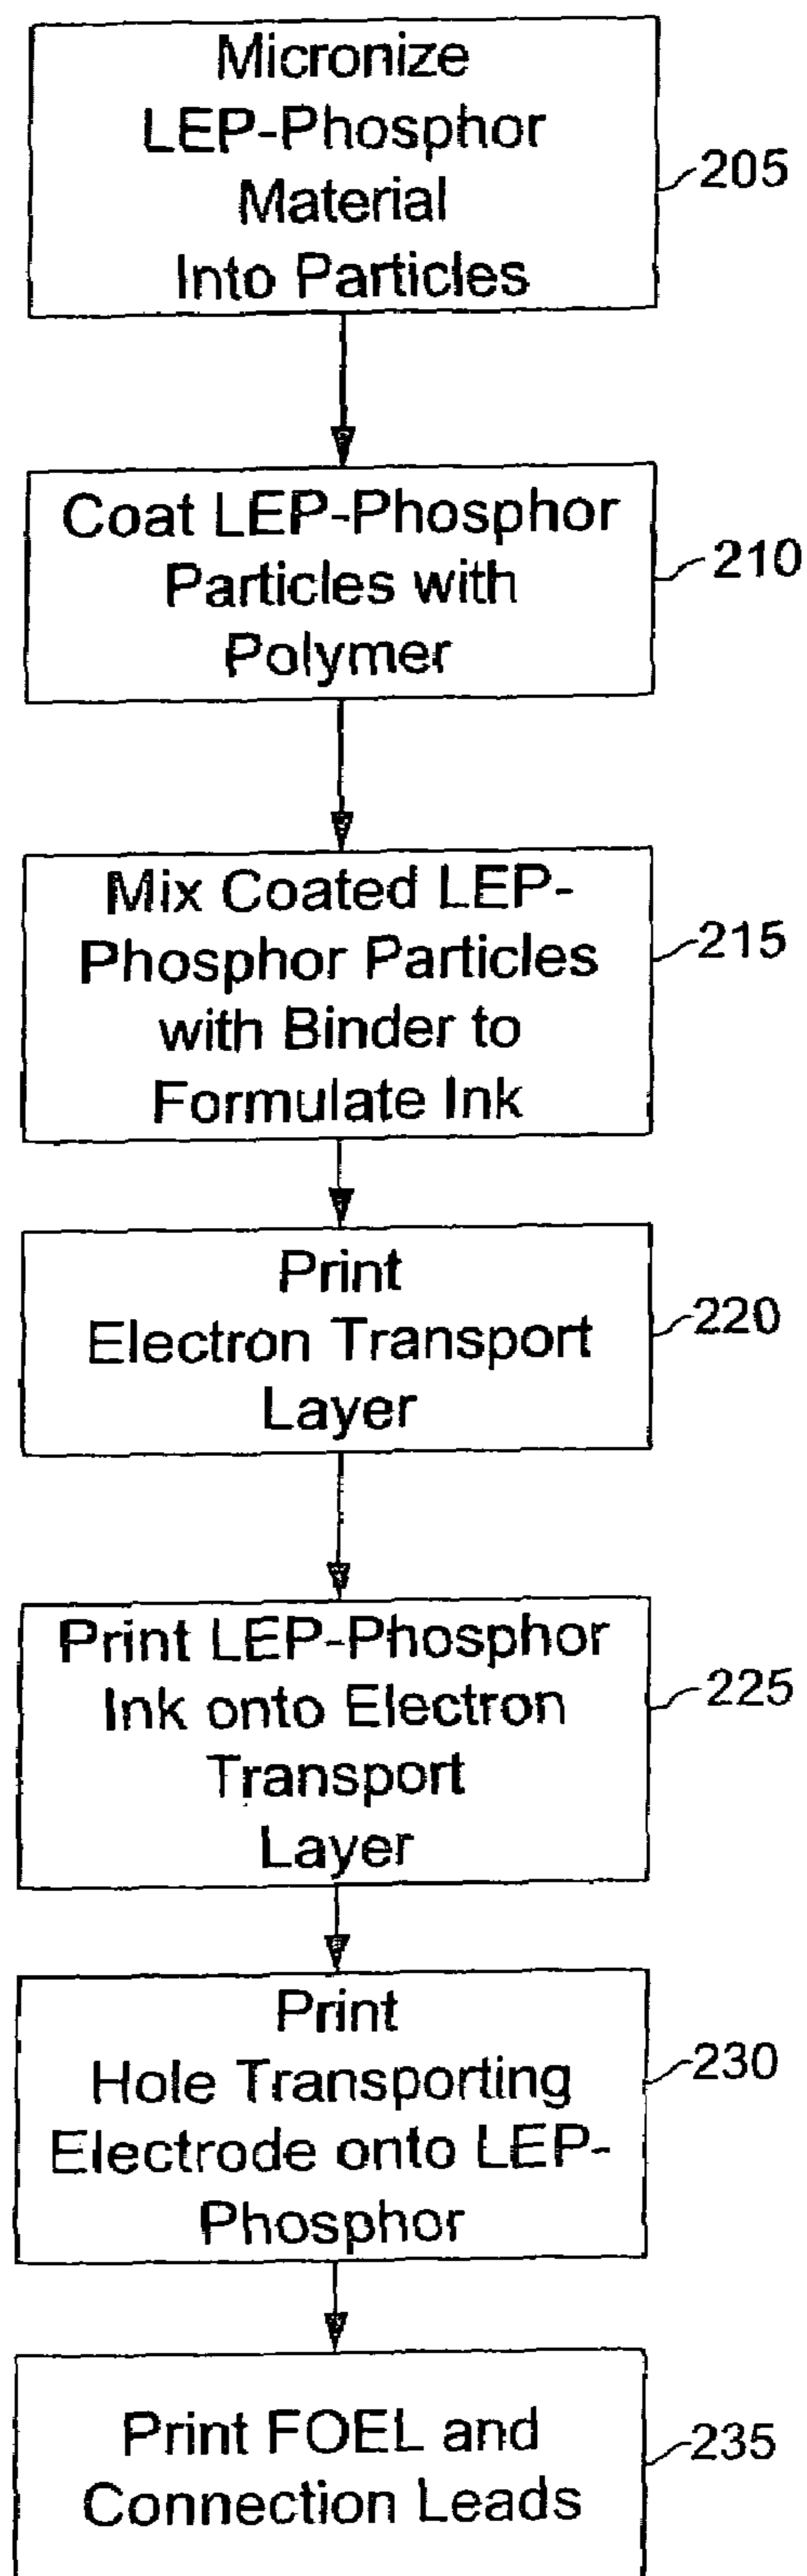 Micronize
LEP-Phosphor
Material
Into Particles
205
Coat LEP-Phosphor
Particles with
Polymer
210
Mix Coated LEP-
Phosphor Particles
with Binder to
Formulate Ink
215
Print
Electron Transport
Layer
220
Print LEP-Phosphor
Ink onto Electron
Transport
Layer
225
Print
Hole Transporting
Electrode onto LEP-
Phosphor
230
Print FOEL and
Connection Leads
235